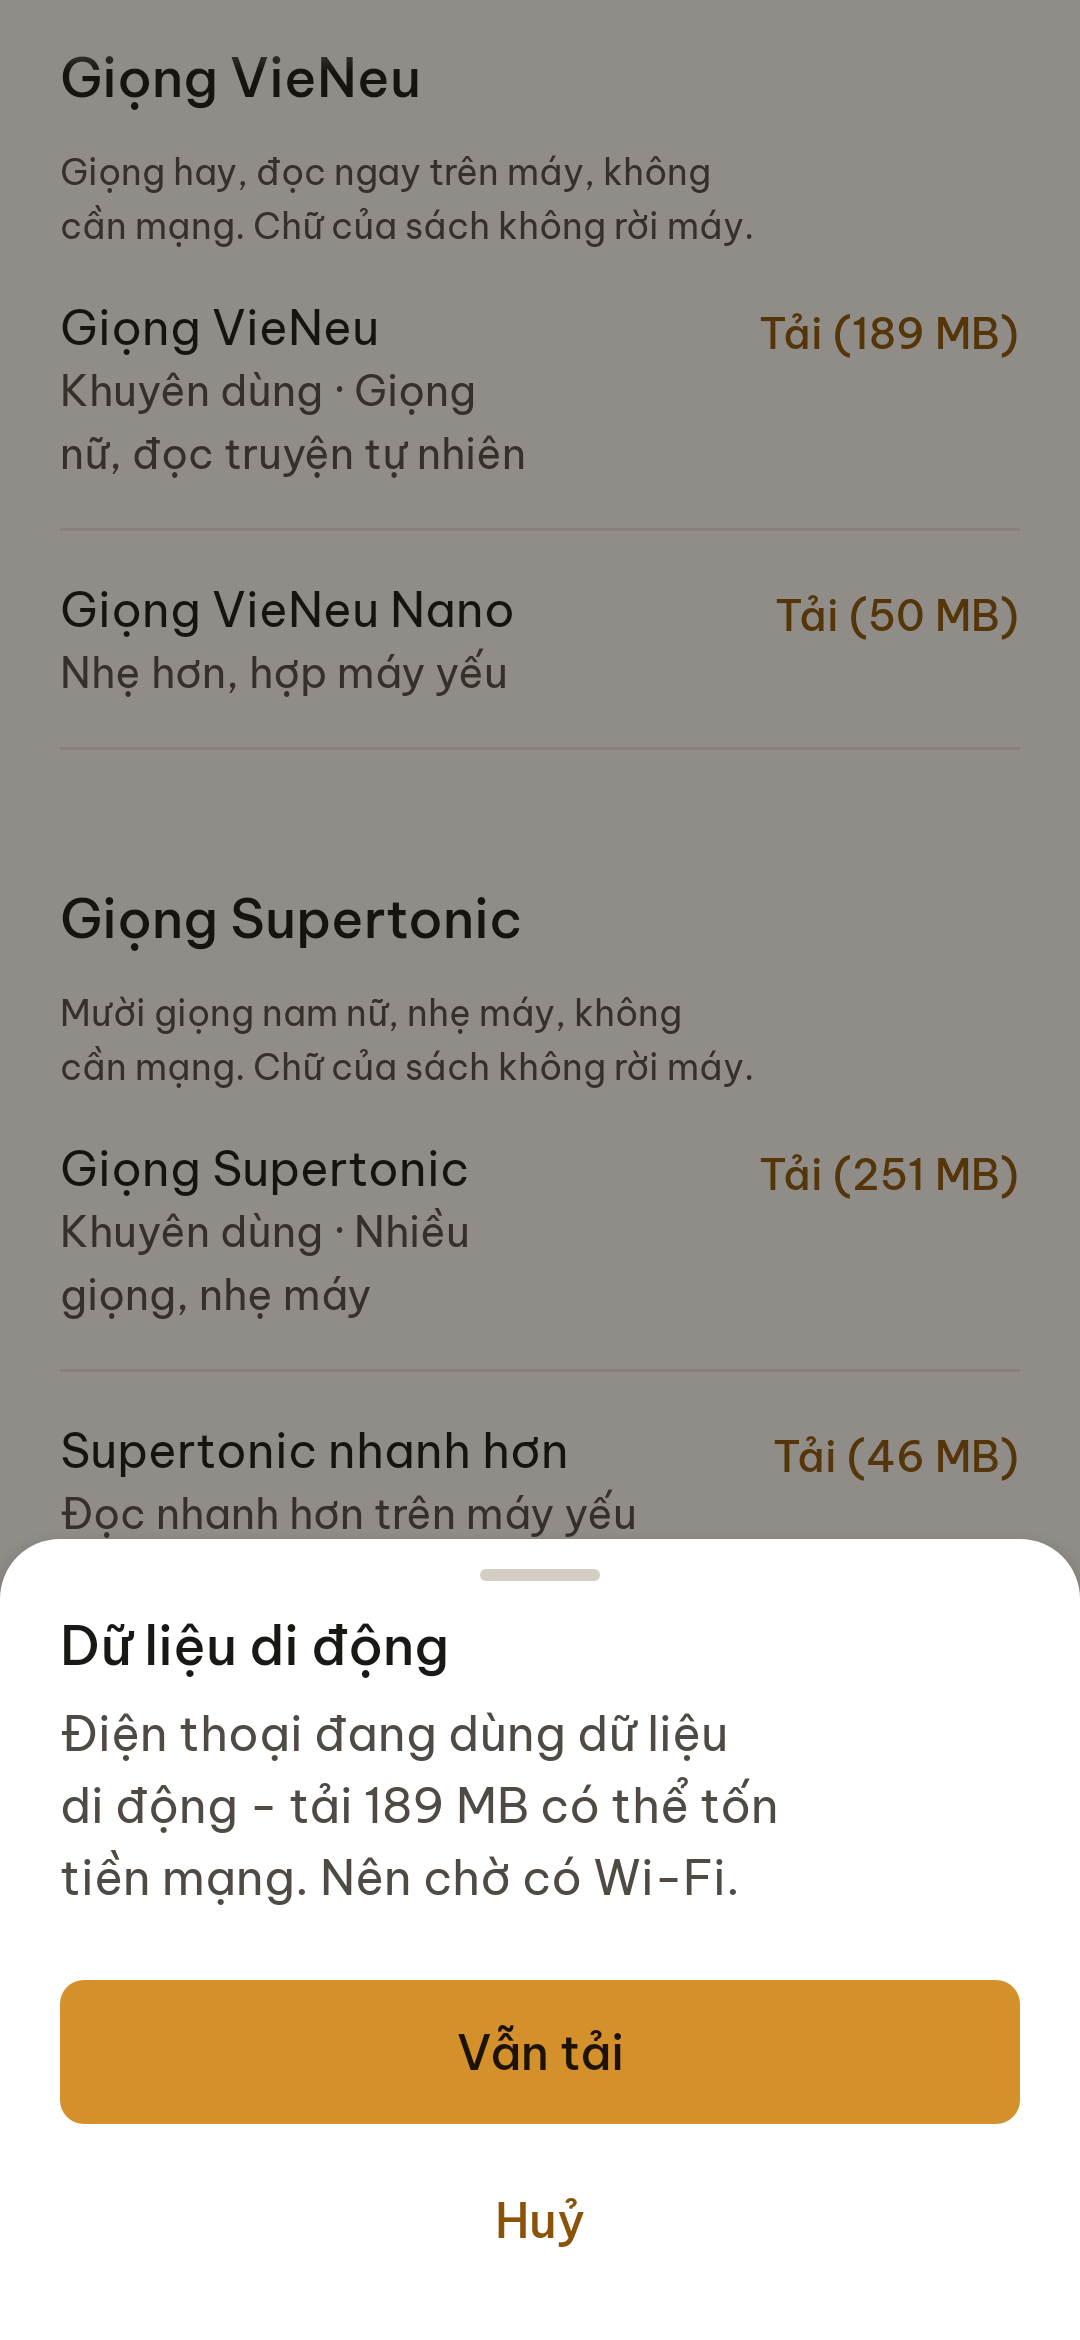 Giọng VieNeu
Giọng hay, đọc ngay trên máy, không
cần mạng. Chữ của sách không rời máy.
Giọng VieNeu
Tải (189 MB)
Khuyên dùng · Giọng
nữ, đọc truyện tự nhiên
Giọng VieNeu Nano
Tải (50 MB)
Nhẹ hơn, hợp máy yếu
Giọng Supertonic
Mười giọng nam nữ, nhẹ máy, không
cần mạng. Chữ của sách không rời máy.
Giọng Supertonic
Tải (251 MB)
Khuyên dùng · Nhiều
giọng, nhẹ máy
Supertonic nhanh hơn
Tải (46 MB)
Đọc nhanh hơn trên máy yếu
Dữ liệu di động
Điện thoại đang dùng dữ liệu
di động - tải 189 MB có thể tốn
tiền mạng. Nên chờ có Wi-Fi.
Vẫn tải
Huỷ